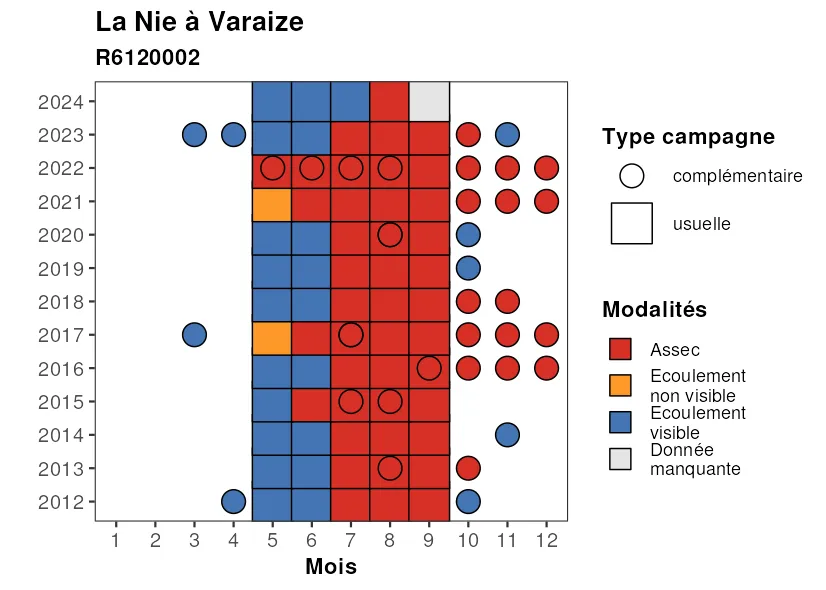 La Nie à Varaize
R6120002
2024
2023
2022
2021
2020
2019
2018
2017
2016
2015
2014
2013
2012
1 2 3 4 5 6 7 8 9 10 11 12
Mois
Type campagne
complémentaire
usuelle
Modalités
Assec
Ecoulement
non visible
Ecoulement
visible
Donnée
manquante